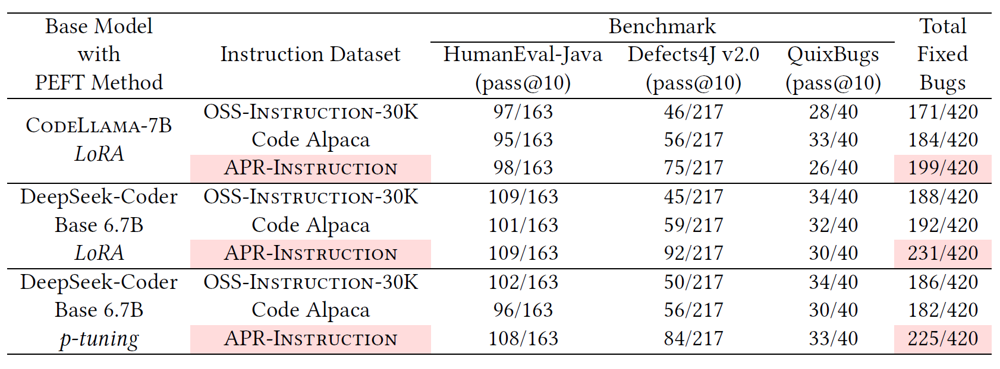 Base Model Benchmark Total
with Instruction Dataset HumanEval-Java Defects4J v2.0 QuixBugs Fixed
PEFT Method (pass@10) (pass@10) (pass@10) Bugs
CODELLAMA-7B
LoRA
OSS-INSTRUCTION-30K 97/163 46/217 28/40 171/420
Code Alpaca 95/163 56/217 33/40 184/420
APR-INSTRUCTION 98/163 75/217 26/40 199/420
DeepSeek-Coder OSS-INSTRUCTION-30K 109/163 45/217 34/40 188/420
Base 6.7B Code Alpaca 101/163 59/217 32/40 192/420
LoRA APR-INSTRUCTION 109/163 92/217 30/40 231/420
DeepSeek-Coder OSS-INSTRUCTION-30K 102/163 50/217 34/40 186/420
Base 6.7B Code Alpaca 96/163 56/217 30/40 182/420
p-tuning APR-INSTRUCTION 108/163 84/217 33/40 225/420